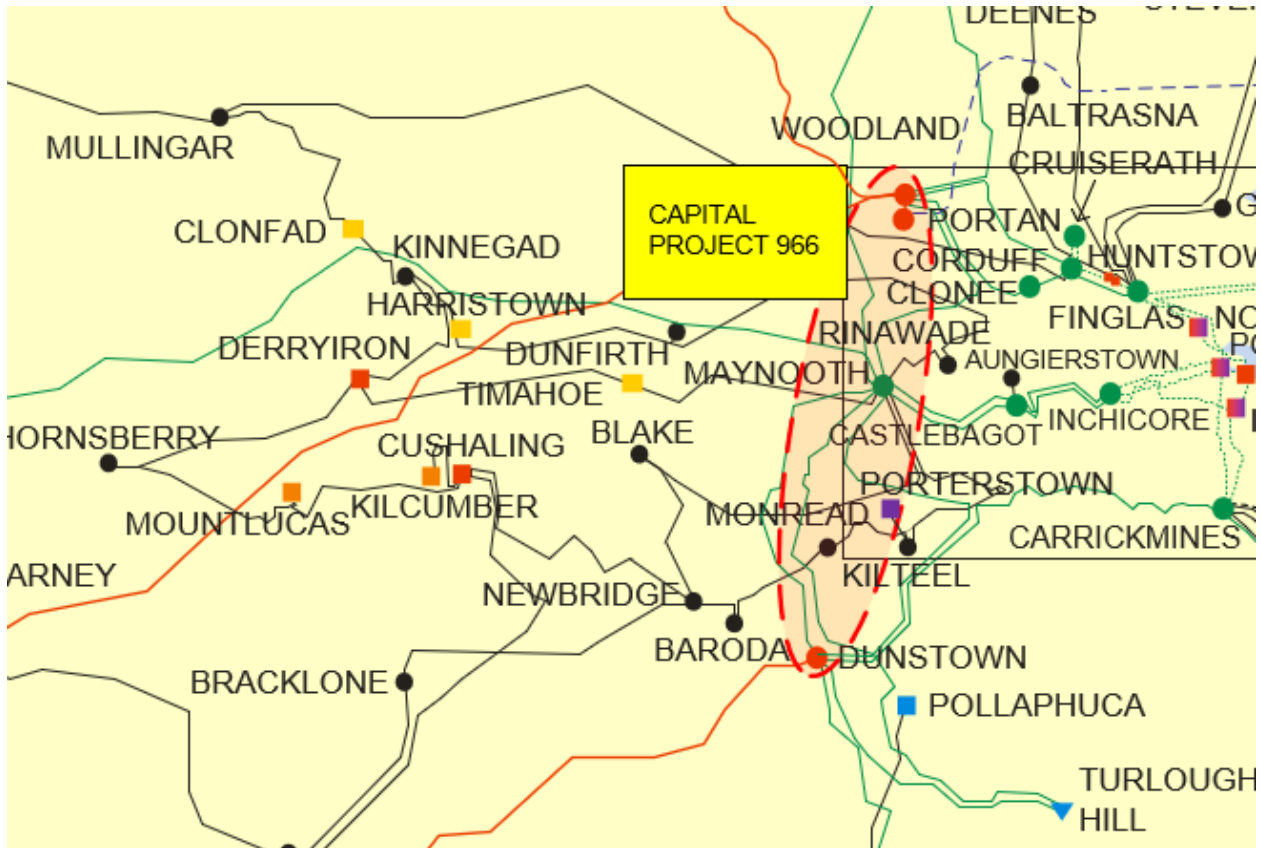 DEENES
MULLINGAR
WOODLAND
BALTRASNA
CRUISERATH
CAPITAL
PROJECT 966
CLONFAD
KINNEGAD
PORTAN
G
CORDUFF
HUNTSTOW
HARRISTOWN
CLONEE
DERRYIRON
DUNFIRTH
RINAWADE
FINGLAS
NO
TIMAHOE
MAYNOOTH
AUNGIERSTOWN
PO
INCHICORE
HORNSBERRY
CUSHALING
BLAKE
CASTLEBAGOT
MOUNTLUCAS
KILCUMBER
MONREAD
PORTERSTOWN
CARRICKMINES
ARNEY
NEWBRIDGE
KILTEEL
BARODA
DUNSTOWN
BRACKLONE
POLLAPHUCA
TURLOUGH
HILL